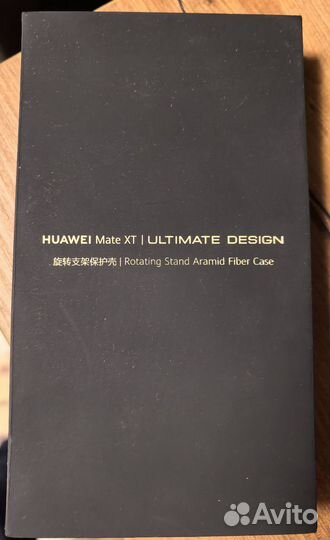 HUAWEI Mate XT | ULTIMATE DESIGN
旋转支架保护壳 | Rotating Stand Aramid Fiber Case
Avito